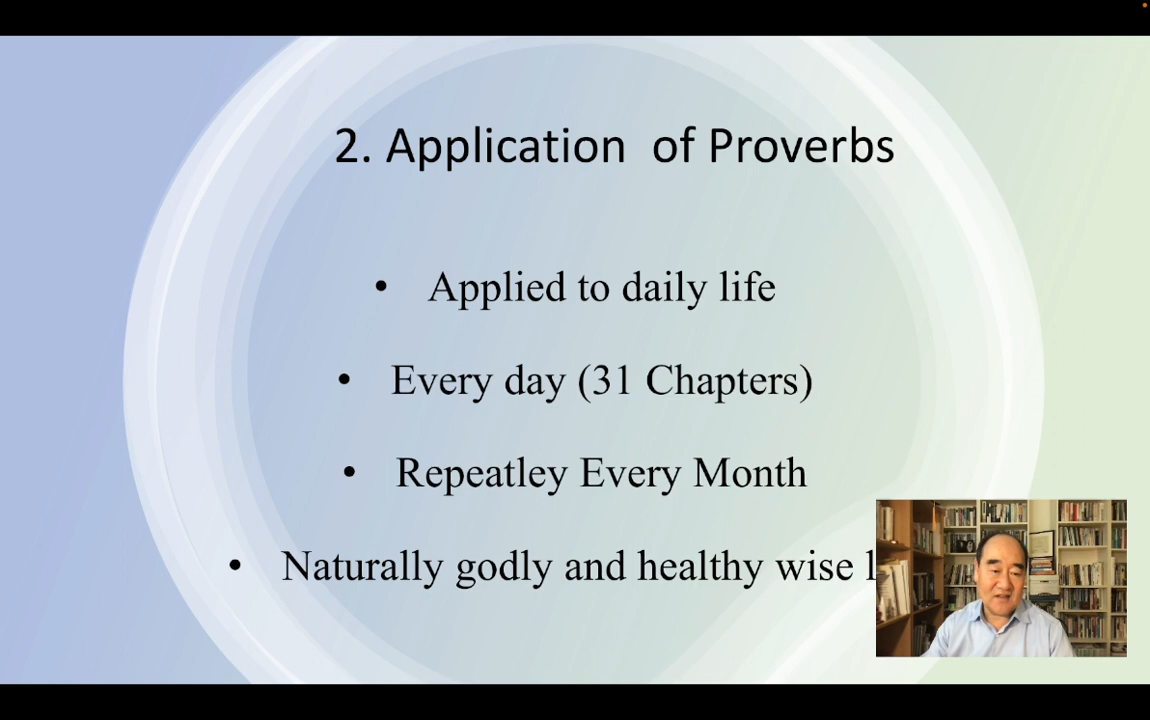 2. Application of Proverbs
• Applied to daily life
• Every day (31 Chapters)
• Repeatley Every Month
• Naturally godly and healthy wise